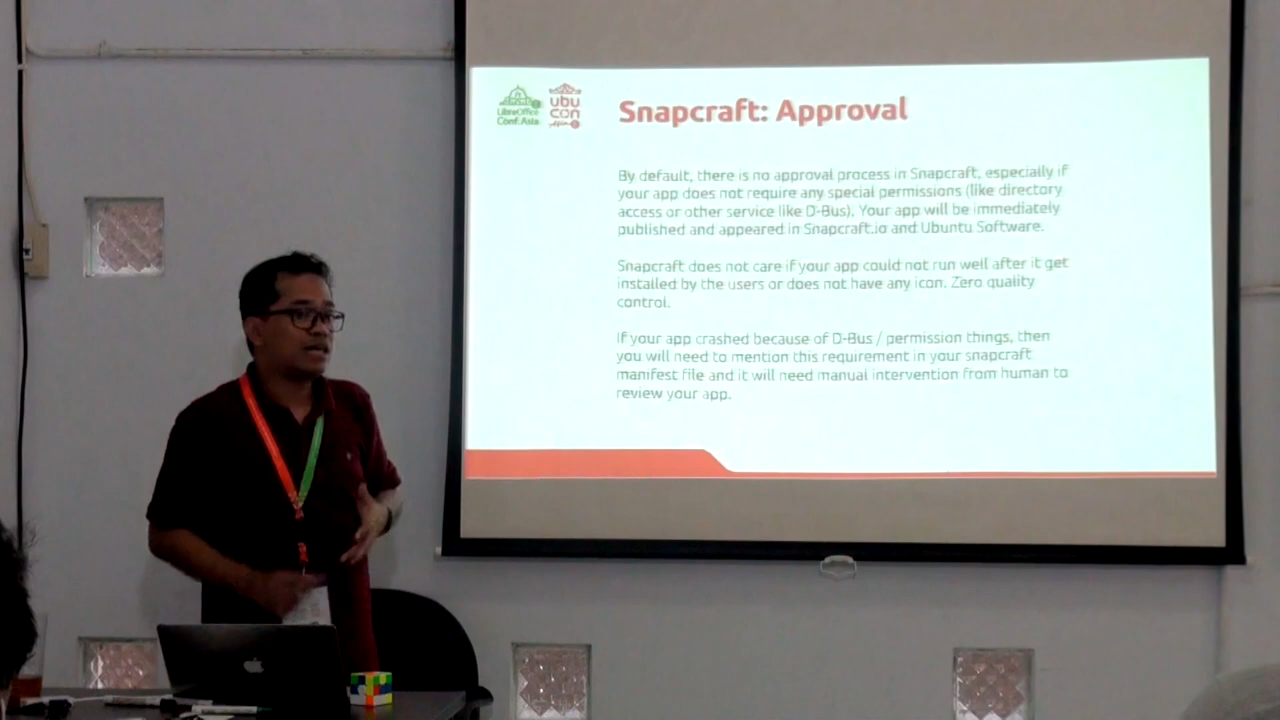 LibreOffice
Conf.Asia
ubu
con
Snapcraft: Approval
By default, there is no approval process in Snapcraft, especially if
your app does not require any special permissions (like directory
access or other service like D-Bus). Your app will be immediately
published and appeared in Snapcraft.io and Ubuntu Software.
Snapcraft does not care if your app could not run well after it get
installed by the users or does not have any icon. Zero quality
control.
If your app crashed because of D-Bus / permission things, then
you will need to mention this requirement in your snapcraft
manifest file and it will need manual intervention from human to
review your app.